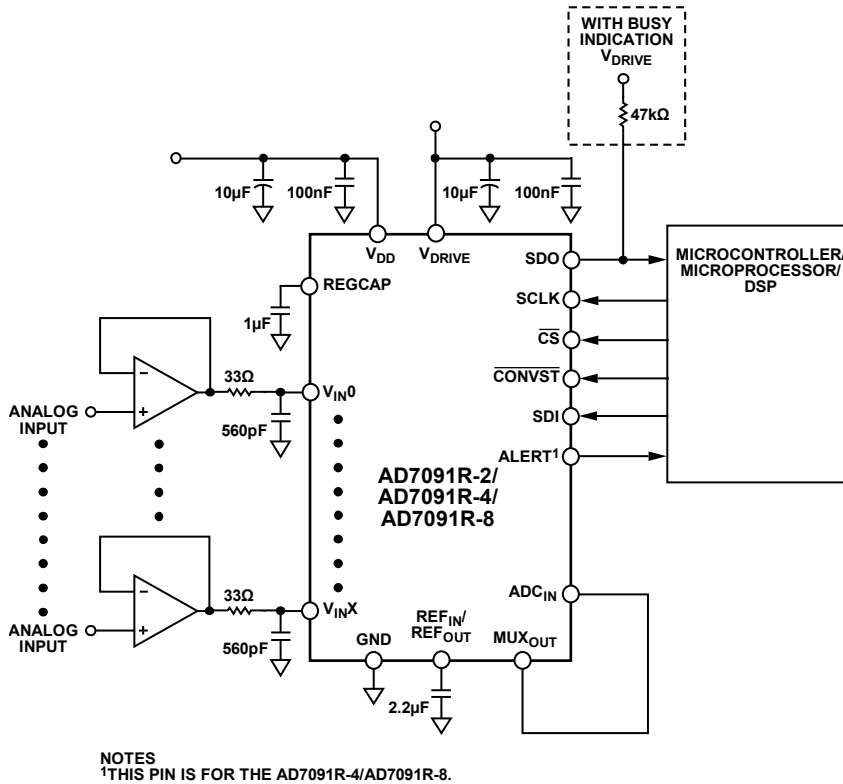 WITH BUSY
INDICATION
VDRIVE
47kΩ
10µF
100nF
10µF
100nF
VDD
VDRIVE
REGCAP
1µF
SDO
SCLK
CS
CONVST
SDI
ALERT1
MICROCONTROLLER/
MICROPROCESSOR/
DSP
33Ω
VIN0
560pF
ANALOG
INPUT
AD7091R-2/
AD7091R-4/
AD7091R-8
33Ω
VINX
560pF
ANALOG
INPUT
ADCIN
GND
REFIN/
REFOUT
MUXOUT
2.2µF
NOTES
1THIS PIN IS FOR THE AD7091R-4/AD7091R-8.